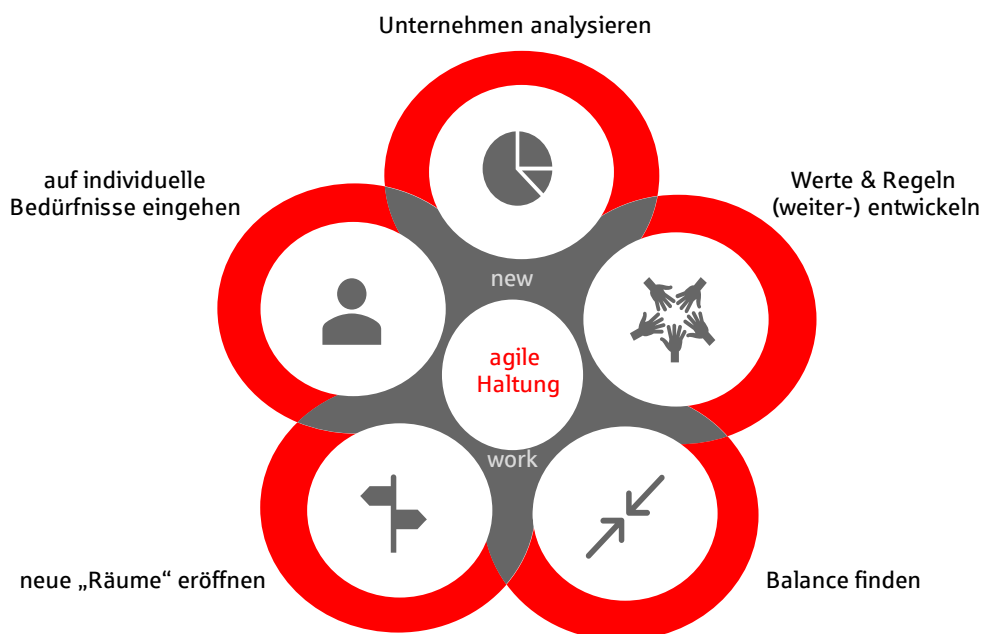 Unternehmen analysieren
auf individuelle
Bedürfnisse eingehen
Werte & Regeln
(weiter-) entwickeln
new
agile
Haltung
work
neue „Räume“ eröffnen
Balance finden